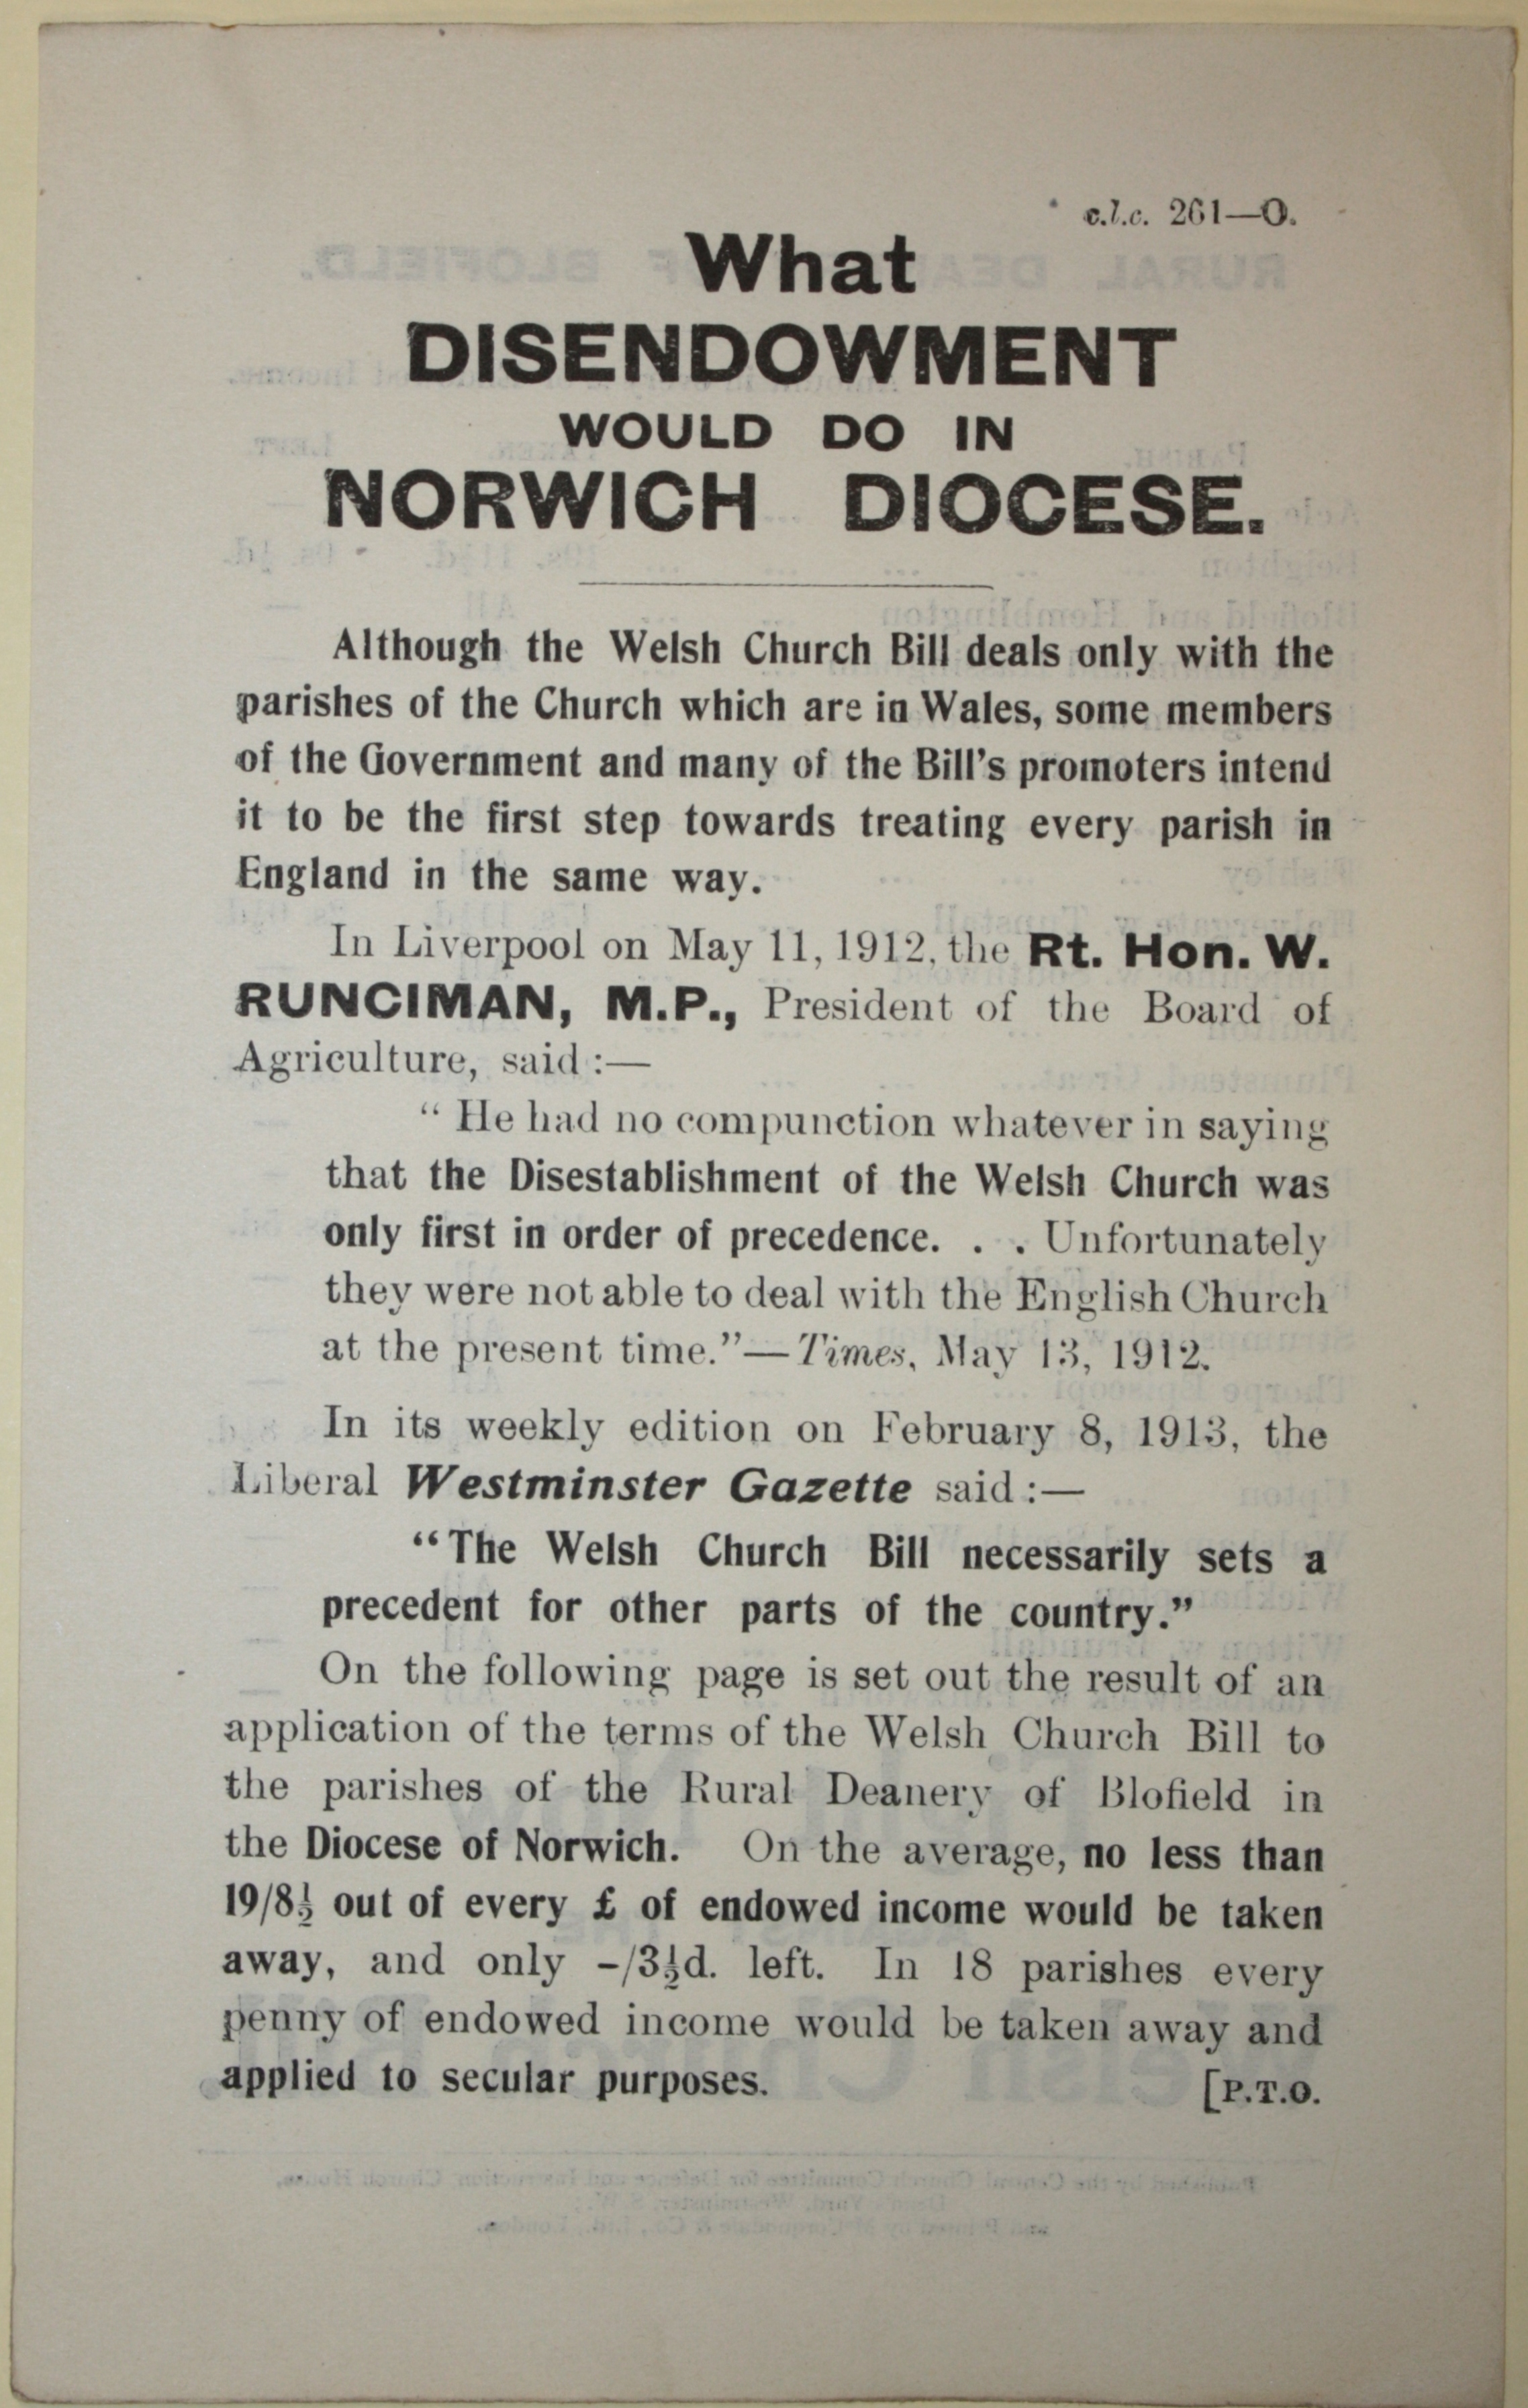 c.l.c. 261—O.
What
DISENDOWMENT
WOULD DO IN
NORWICH DIOCESE.
Although the Welsh Church Bill deals only with the
parishes of the Church which are in Wales, some members
of the Government and many of the Bill's promoters intend
it to be the first step towards treating every parish in
England in the same way.
In Liverpool on May 11, 1912, the Rt. Hon. W.
RUNCIMAN, M.P., President of the Board of
Agriculture, said:—
“He had no compunction whatever in saying
that the Disestablishment of the Welsh Church was
only first in order of precedence. . . Unfortunately
they were not able to deal with the English Church
at the present time.”—Times, May 13, 1912.
In its weekly edition on February 8, 1913, the
Liberal Westminster Gazette said:—
“The Welsh Church Bill necessarily sets a
precedent for other parts of the country.”
On the following page is set out the result of an
application of the terms of the Welsh Church Bill to
the parishes of the Rural Deanery of Blofield in
the Diocese of Norwich. On the average, no less than
19/8½ out of every £ of endowed income would be taken
away, and only -/3½d. left. In 18 parishes every
penny of endowed income would be taken away and
applied to secular purposes. [P.T.O.